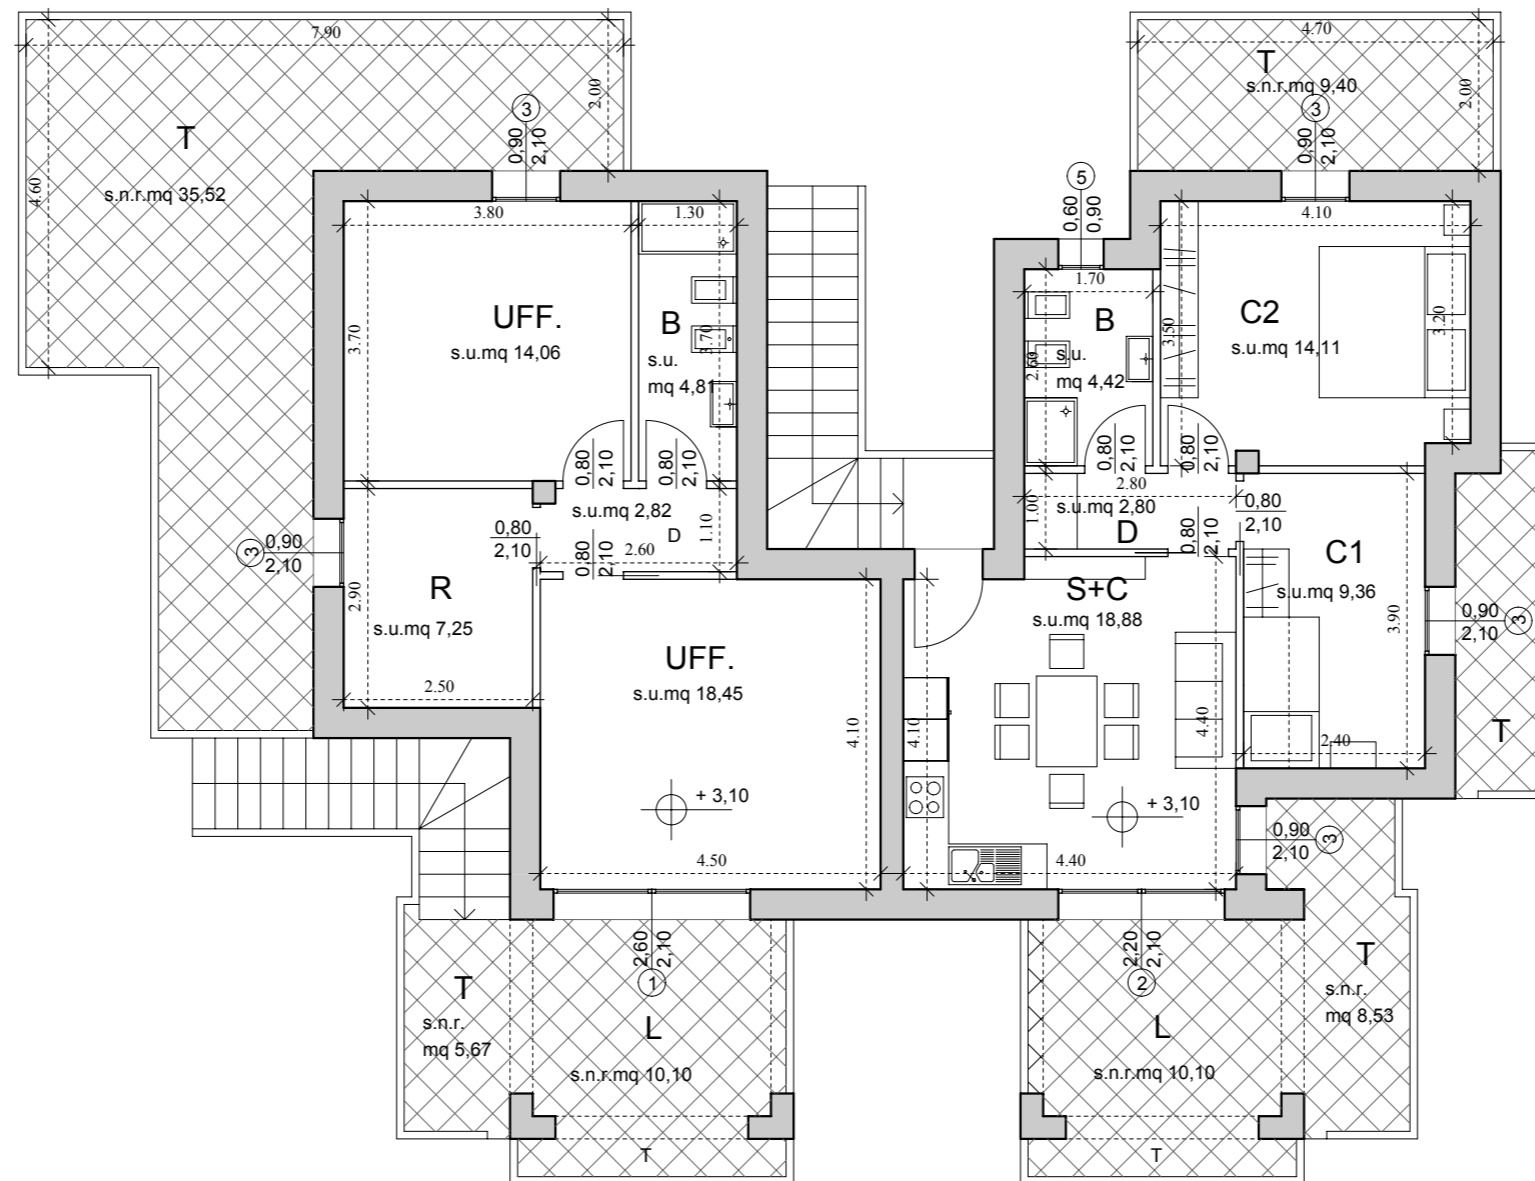 7.90
2.00
4.60
T
s.n.r.mq 35,52
3
0,90
2,10
4.70
T
s.n.r.mq 9,40
2.00
3
0,90
2,10
5
0,60
0,90
3.80
1.30
UFF.
s.u.mq 14,06
3.70
B
s.u.
mq 4,81
3.70
0,80
2,10
0,80
2,10
1.70
B
s.u.
mq 4,42
2.60
4.10
C2
s.u.mq 14,11
3.50
3.20
0,80
2,10
0,80
2,10
s.u.mq 2,82
D
1.10
2.60
0,80
2,10
0,80
2,10
3
0,90
2,10
R
s.u.mq 7,25
2.90
2.50
2.80
s.u.mq 2,80
1.00
D
0,80
2,10
0,80
2,10
C1
s.u.mq 9,36
3.90
2.40
0,90
2,10
3
T
UFF.
s.u.mq 18,45
4.10
+ 3,10
4.50
S+C
s.u.mq 18,88
4.10
4.40
+ 3,10
4.40
0,90
2,10
3
2,60
2,10
1
2,20
2,10
2
T
s.n.r.
mq 5,67
L
s.n.r.mq 10,10
T
L
s.n.r.mq 10,10
T
T
s.n.r.
mq 8,53